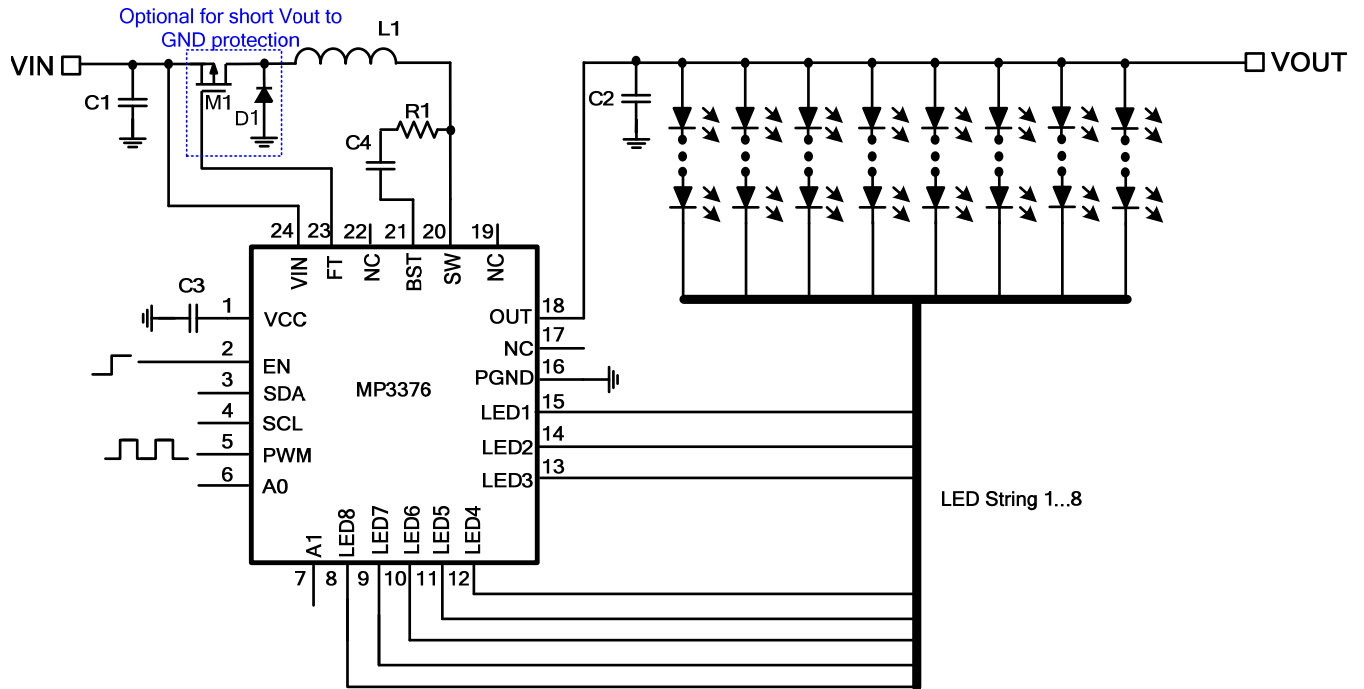 Optional for short Vout to
GND protection
L1
VIN
VOUT
C1
M1
D1
R1
C2
C4
24
23
22
21
20
19
VIN
FT
NC
BST
SW
NC
C3
1
VCC
OUT
18
2
EN
NC
17
3
SDA
PGND
16
MP3376
4
SCL
LED1
15
5
PWM
LED2
14
6
A0
LED3
13
LED String 1...8
A1
LED8
LED7
LED6
LED5
LED4
7
8
9
10
11
12